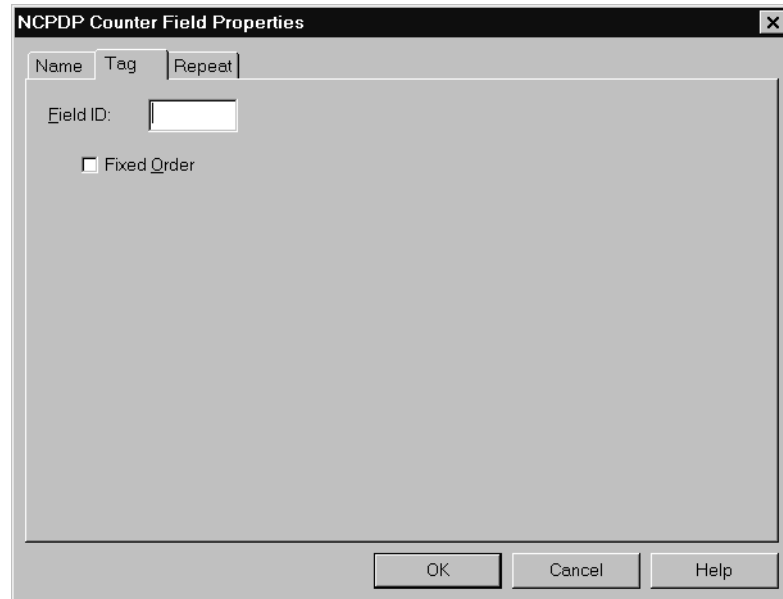 NCPDP Counter Field Properties
Name Tag Repeat
Field ID:
Fixed Order
OK Cancel Help